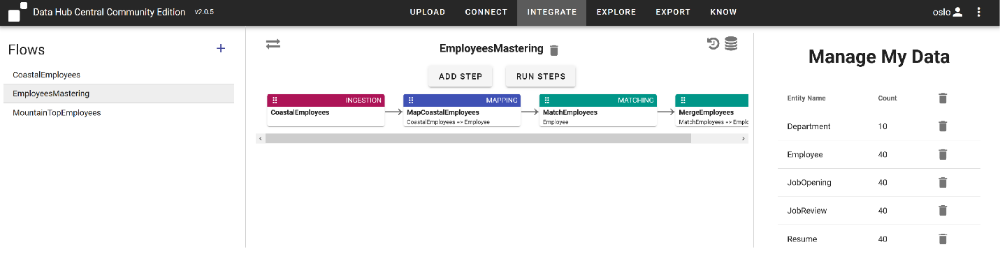 Data Hub Central Community Edition v2.0.5 UPLOAD CONNECT INTEGRATE EXPLORE EXPORT KNOW oslo
Flows
CoastalEmployees
EmployeesMastering
MountainTopEmployees
EmployeesMastering
ADD STEP RUN STEPS
INGESTION
CoastalEmployees
MAPPING
MapCoastalEmployees
CoastalEmployees => Employee
MATCHING
MatchEmployees
Employee
MergeEmployees
MatchEmployees => Emplo
Manage My Data
Entity Name Count
Department 10
Employee 40
JobOpening 40
JobReview 40
Resume 40